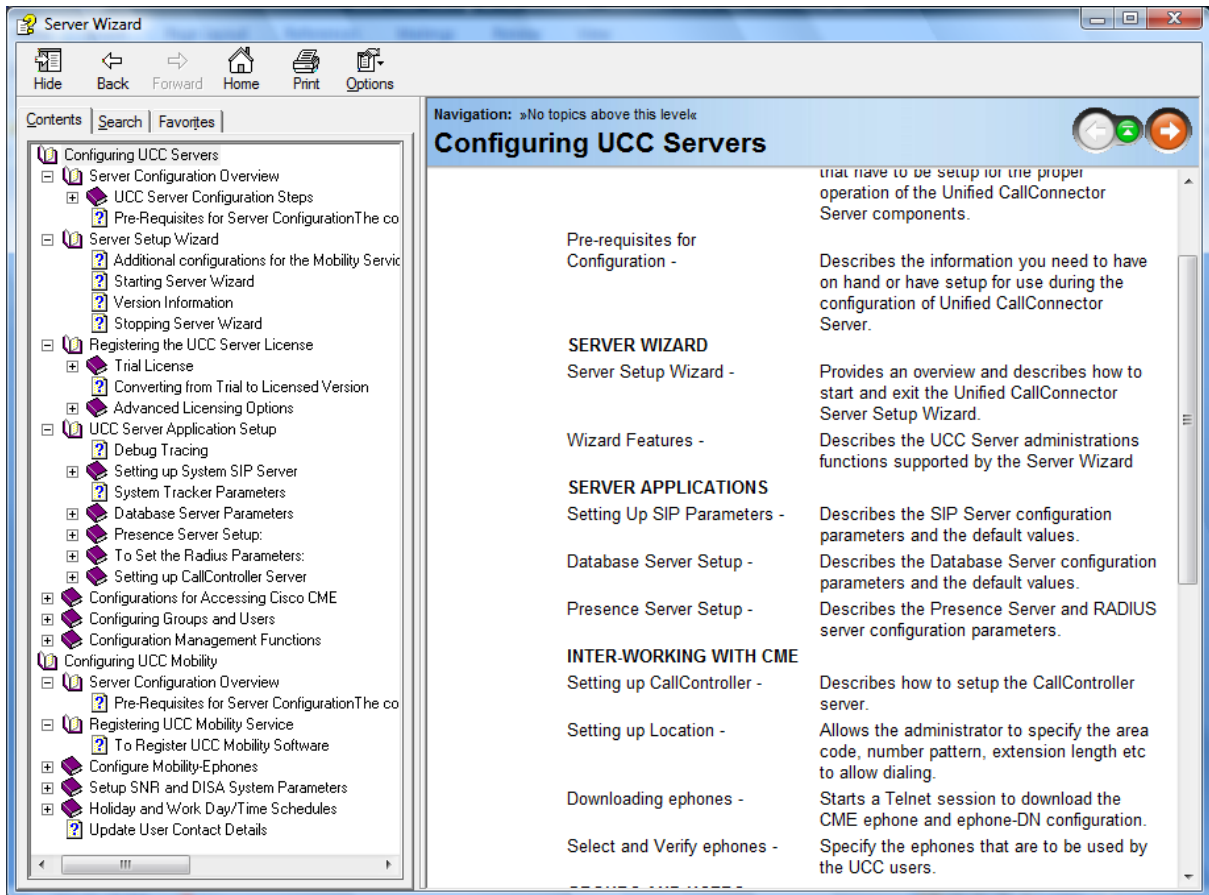 Server Wizard
Hide Back Forward Home Print Options
Contents Search Favorites
Configuring UCC Servers
Server Configuration Overview
UCC Server Configuration Steps
Pre-Requisites for Server ConfigurationThe co
Server Setup Wizard
Additional configurations for the Mobility Servic
Starting Server Wizard
Version Information
Stopping Server Wizard
Registering the UCC Server License
Trial License
Converting from Trial to Licensed Version
Advanced Licensing Options
UCC Server Application Setup
Debug Tracing
Setting up System SIP Server
System Tracker Parameters
Database Server Parameters
Presence Server Setup:
To Set the Radius Parameters:
Setting up CallController Server
Configurations for Accessing Cisco CME
Configuring Groups and Users
Configuration Management Functions
Configuring UCC Mobility
Server Configuration Overview
Pre-Requisites for Server ConfigurationThe co
Registering UCC Mobility Service
To Register UCC Mobility Software
Configure Mobility-Ephones
Setup SNR and DISA System Parameters
Holiday and Work Day/Time Schedules
Update User Contact Details
Navigation: »No topics above this level«
Configuring UCC Servers
that have to be setup for the proper
operation of the Unified CallConnector
Server components.
Pre-requisites for
Configuration - Describes the information you need to have
on hand or have setup for use during the
configuration of Unified CallConnector
Server.
SERVER WIZARD
Server Setup Wizard - Provides an overview and describes how to
start and exit the Unified CallConnector
Server Setup Wizard.
Wizard Features - Describes the UCC Server administrations
functions supported by the Server Wizard
SERVER APPLICATIONS
Setting Up SIP Parameters - Describes the SIP Server configuration
parameters and the default values.
Database Server Setup - Describes the Database Server configuration
parameters and the default values.
Presence Server Setup - Describes the Presence Server and RADIUS
server configuration parameters.
INTER-WORKING WITH CME
Setting up CallController - Describes how to setup the CallController
server.
Setting up Location - Allows the administrator to specify the area
code, number pattern, extension length etc
to allow dialing.
Downloading ephones - Starts a Telnet session to download the
CME ephone and ephone-DN configuration.
Select and Verify ephones - Specify the ephones that are to be used by
the UCC users.